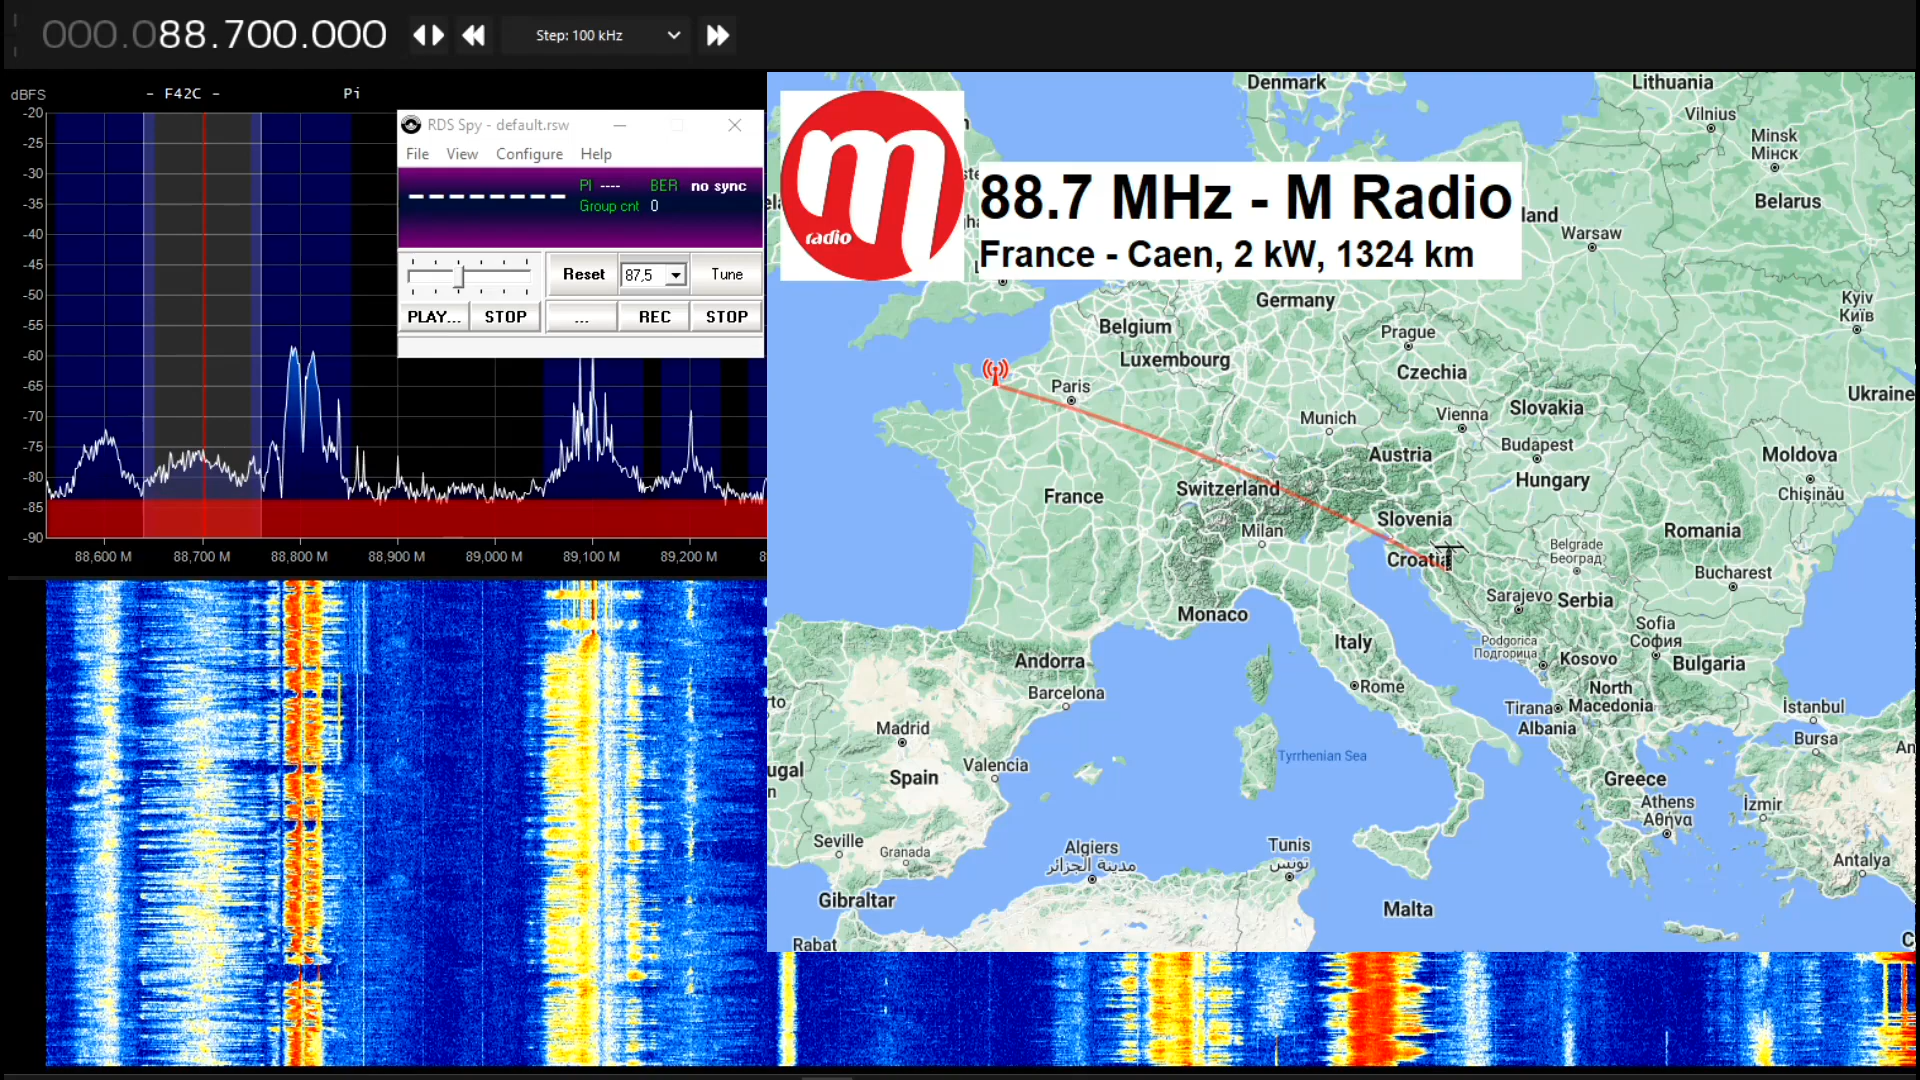 000.088.700.000
Step: 100 kHz
dBFS
- F42C -
Pi
-20
-25
-30
-35
-40
-45
-50
-55
-60
-65
-70
-75
-80
-85
-90
88,600 M
88,700 M
88,800 M
88,900 M
89,000 M
89,100 M
89,200 M
RDS Spy - default.rsw
File View Configure Help
PI ---- BER no sync
Group cnt 0
Reset 87,5 Tune
PLAY... STOP ... REC STOP
m
radio
88.7 MHz - M Radio
France - Caen, 2 kW, 1324 km
Denmark
Lithuania
Vilnius
Minsk
Мінск
Belarus
land
Warsaw
Germany
Kyiv
Київ
Belgium
Prague
Luxembourg
Czechia
Paris
Ukraine
Munich
Vienna
Slovakia
Budapest
Austria
Moldova
Hungary
Chișinău
France
Switzerland
Milan
Slovenia
Romania
Croatia
Belgrade
Београд
Bucharest
Monaco
Sarajevo
Serbia
Sofia
София
Italy
Podgorica
Подгорица
Kosovo
Bulgaria
Andorra
Barcelona
Rome
North
Macedonia
Tirana
Albania
İstanbul
Bursa
An
to
Madrid
Tyrrhenian Sea
Valencia
ugal
n
Spain
Greece
Athens
Αθήνα
İzmir
Seville
Granada
Algiers
مدينة الجزائر
Tunis
تونس
Antalya
Gibraltar
Malta
Rabat
C